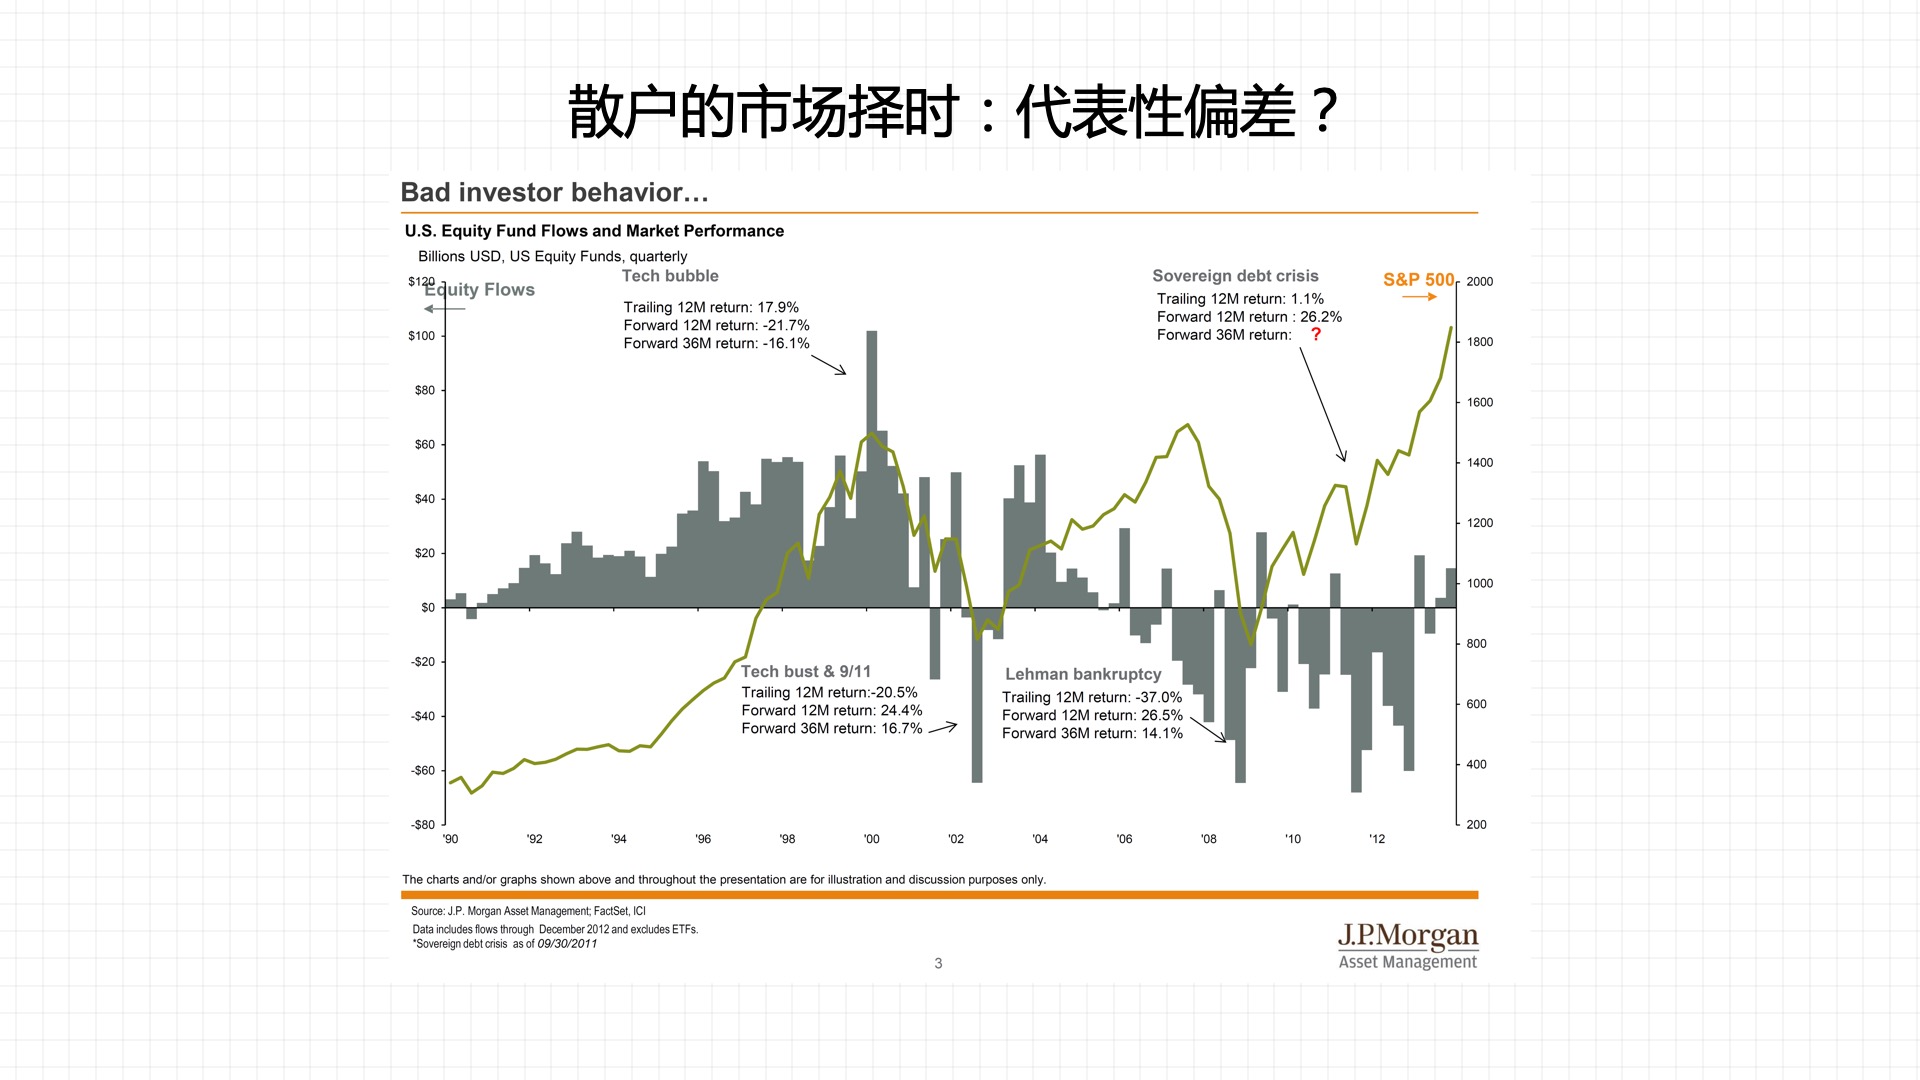 散户的市场择时：代表性偏差？
Bad investor behavior…
U.S. Equity Fund Flows and Market Performance
Billions USD, US Equity Funds, quarterly
Equity Flows
Tech bubble
Trailing 12M return: 17.9%
Forward 12M return: -21.7%
Forward 36M return: -16.1%
Sovereign debt crisis
Trailing 12M return: 1.1%
Forward 12M return : 26.2%
Forward 36M return: ?
S&P 500
$120
$100
$80
$60
$40
$20
$0
-$20
-$40
-$60
-$80
2000
1800
1600
1400
1200
1000
800
600
400
200
Tech bust & 9/11
Trailing 12M return:-20.5%
Forward 12M return: 24.4%
Forward 36M return: 16.7%
Lehman bankruptcy
Trailing 12M return: -37.0%
Forward 12M return: 26.5%
Forward 36M return: 14.1%
'90 '92 '94 '96 '98 '00 '02 '04 '06 '08 '10 '12
The charts and/or graphs shown above and throughout the presentation are for illustration and discussion purposes only.
Source: J.P. Morgan Asset Management; FactSet, ICI
Data includes flows through December 2012 and excludes ETFs.
*Sovereign debt crisis as of 09/30/2011
3
J.P.Morgan
Asset Management